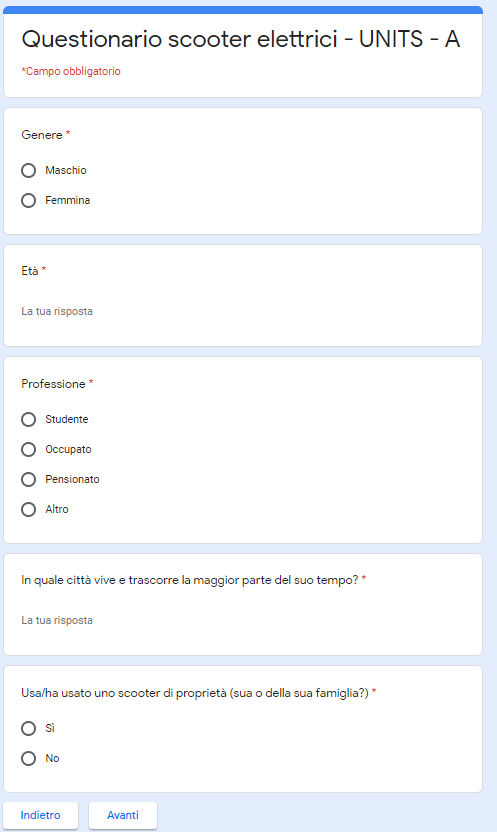 Questionario scooter elettrici - UNITS - A
*Campo obbligatorio
Genere *
Maschio
Femmina
Età *
La tua risposta
Professione *
Studente
Occupato
Pensionato
Altro
In quale città vive e trascorre la maggior parte del suo tempo? *
La tua risposta
Usa/ha usato uno scooter di proprietà (sua o della sua famiglia?) *
Sì
No
Indietro
Avanti